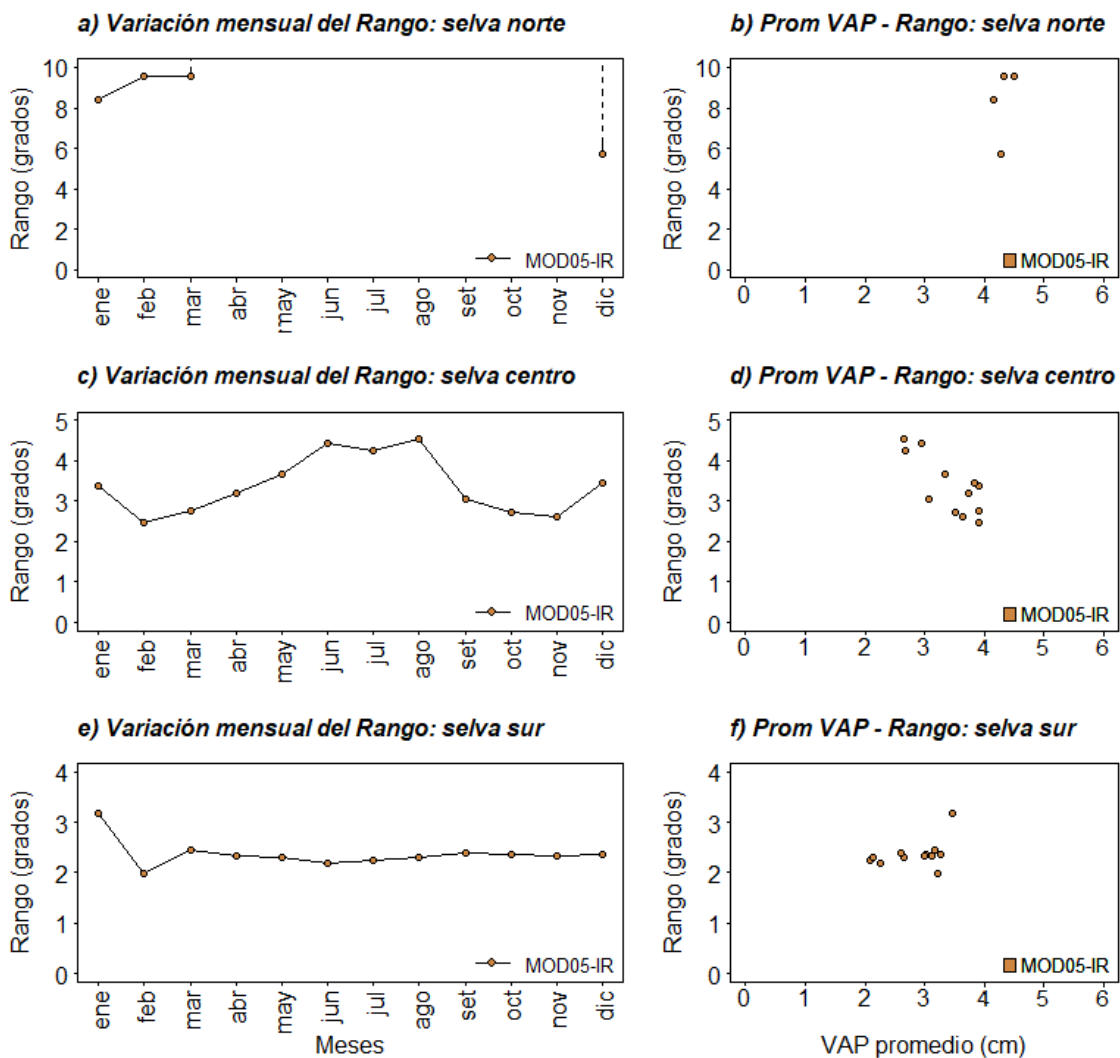 a) Variación mensual del Rango: selva norte
Rango (grados)
10
8
6
4
2
0
MOD05-IR
ene
feb
mar
abr
may
jun
jul
ago
set
oct
nov
dic
b) Prom VAP - Rango: selva norte
Rango (grados)
10
8
6
4
2
0
MOD05-IR
0 1 2 3 4 5 6
c) Variación mensual del Rango: selva centro
Rango (grados)
5
4
3
2
1
0
MOD05-IR
ene
feb
mar
abr
may
jun
jul
ago
set
oct
nov
dic
d) Prom VAP - Rango: selva centro
Rango (grados)
5
4
3
2
1
0
MOD05-IR
0 1 2 3 4 5 6
e) Variación mensual del Rango: selva sur
Rango (grados)
4
3
2
1
0
MOD05-IR
ene
feb
mar
abr
may
jun
jul
ago
set
oct
nov
dic
Meses
f) Prom VAP - Rango: selva sur
Rango (grados)
4
3
2
1
0
MOD05-IR
0 1 2 3 4 5 6
VAP promedio (cm)